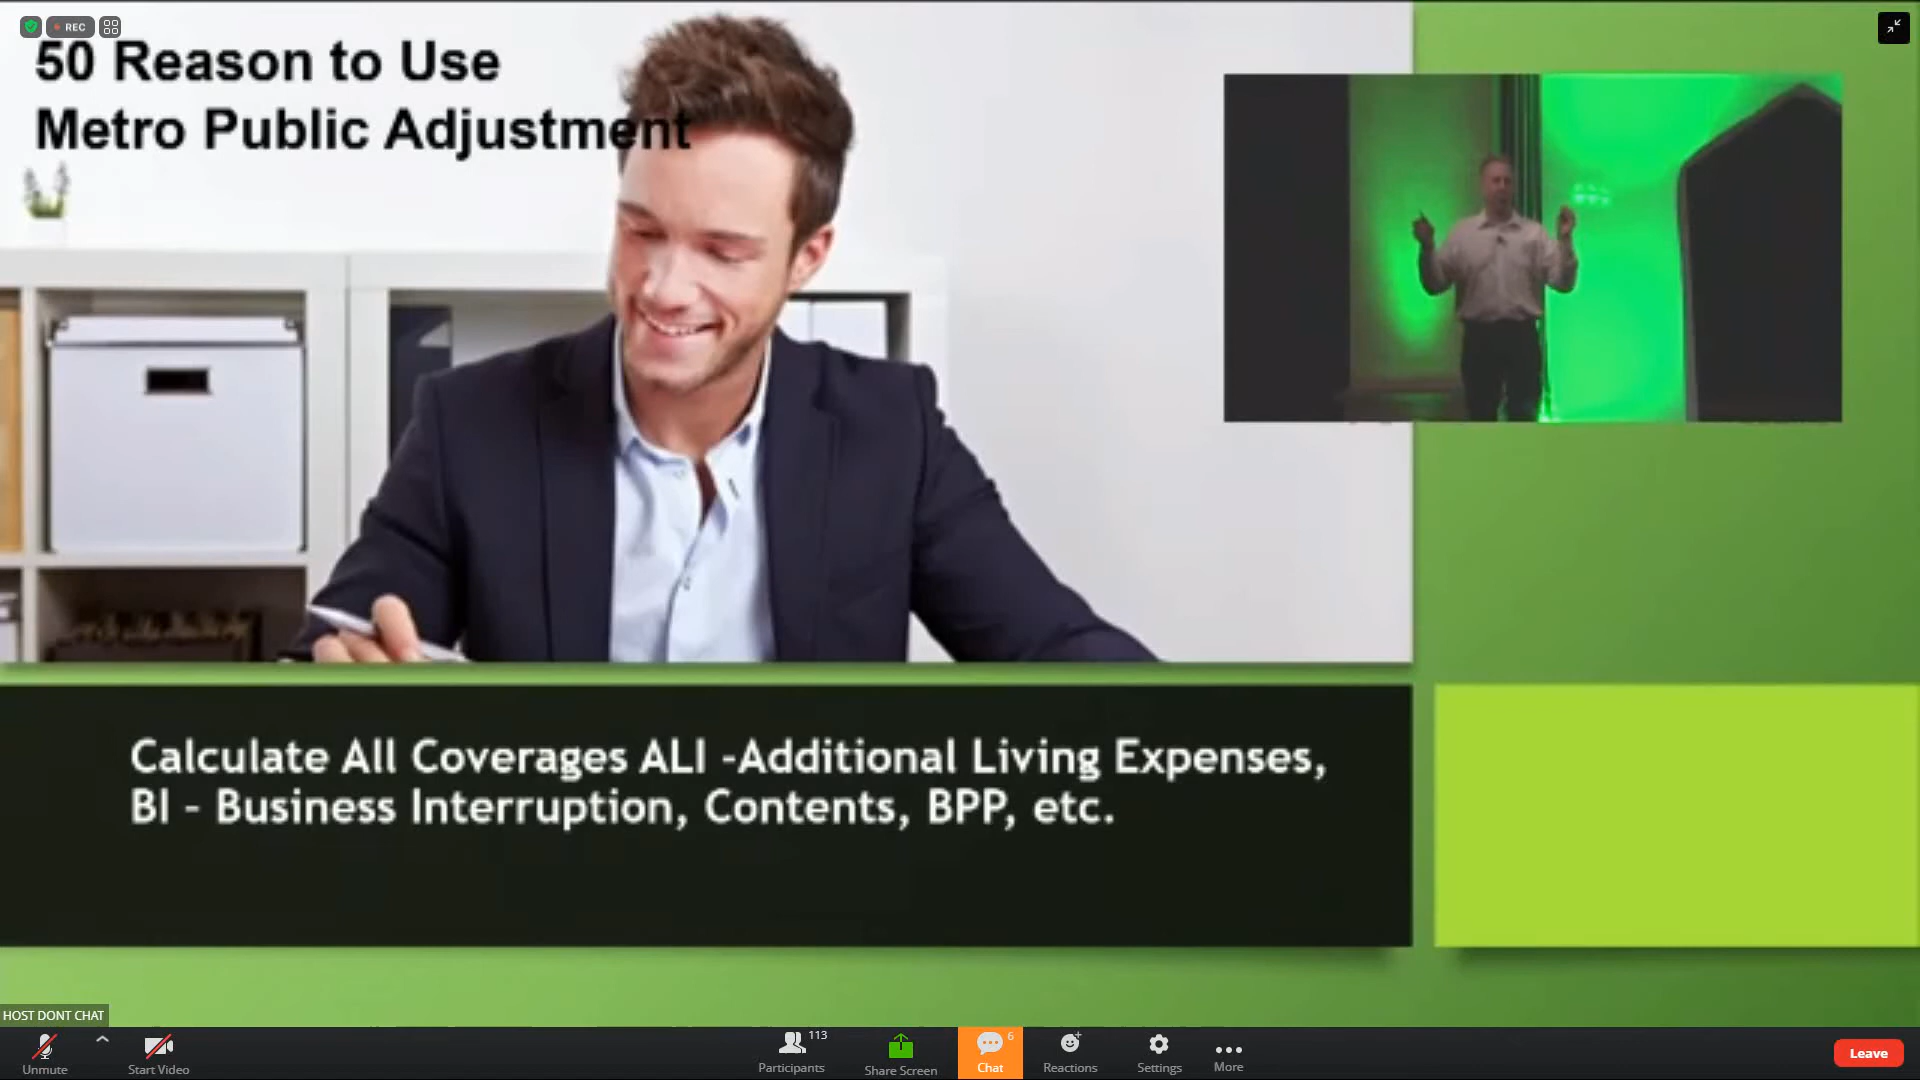 REC
50 Reason to Use
Metro Public Adjustment
Calculate All Coverages ALI -Additional Living Expenses,
BI - Business Interruption, Contents, BPP, etc.
HOST DONT CHAT
Unmute
Start Video
Participants
113
Share Screen
Chat
6
Reactions
Settings
More
Leave